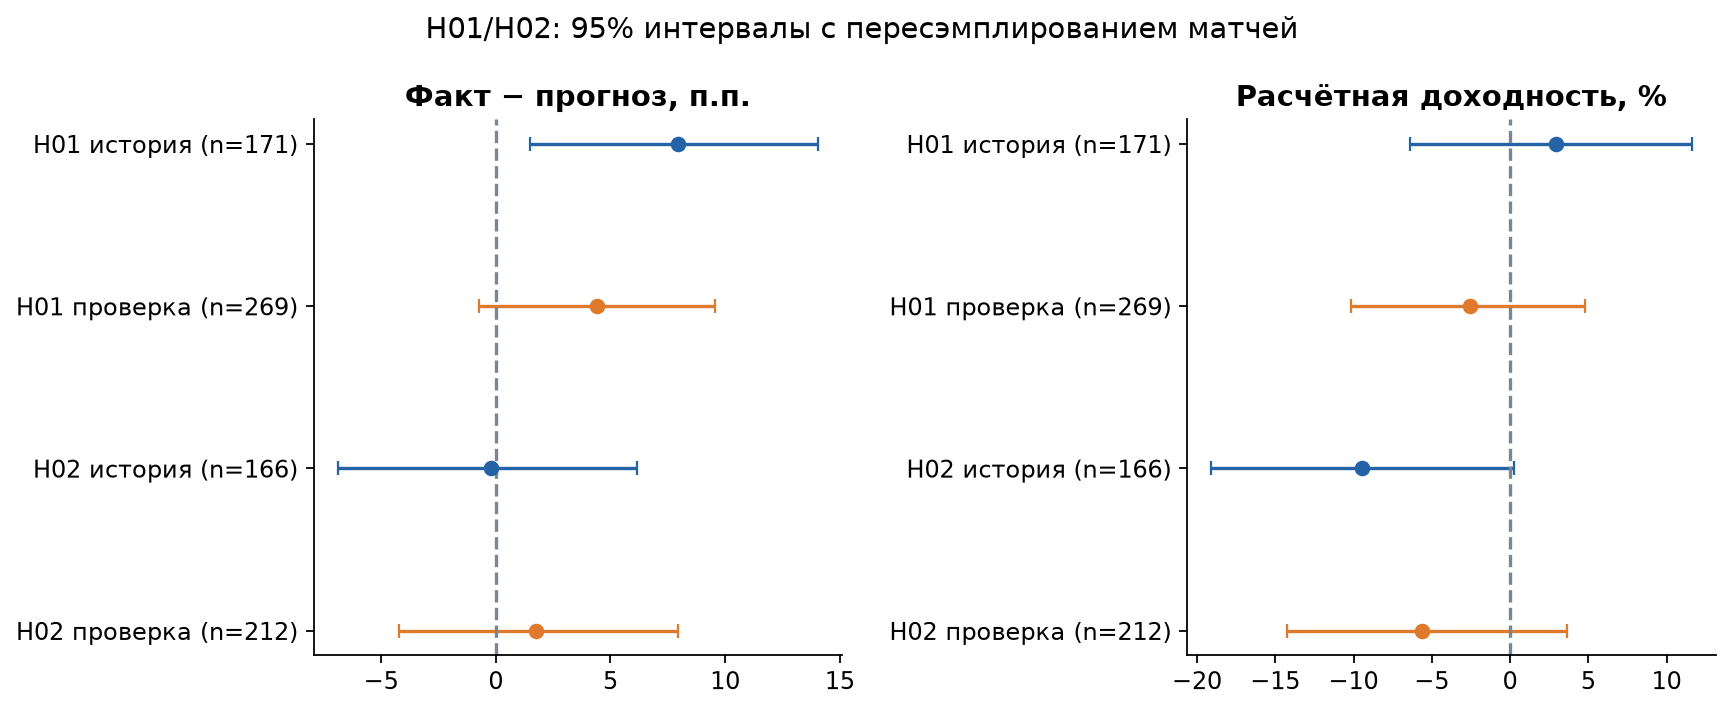 H01/H02: 95% интервалы с пересэмплированием матчей
Факт − прогноз, п.п.
H01 история (n=171)
H01 проверка (n=269)
H02 история (n=166)
H02 проверка (n=212)
−5 0 5 10 15
Расчётная доходность, %
H01 история (n=171)
H01 проверка (n=269)
H02 история (n=166)
H02 проверка (n=212)
−20 −15 −10 −5 0 5 10